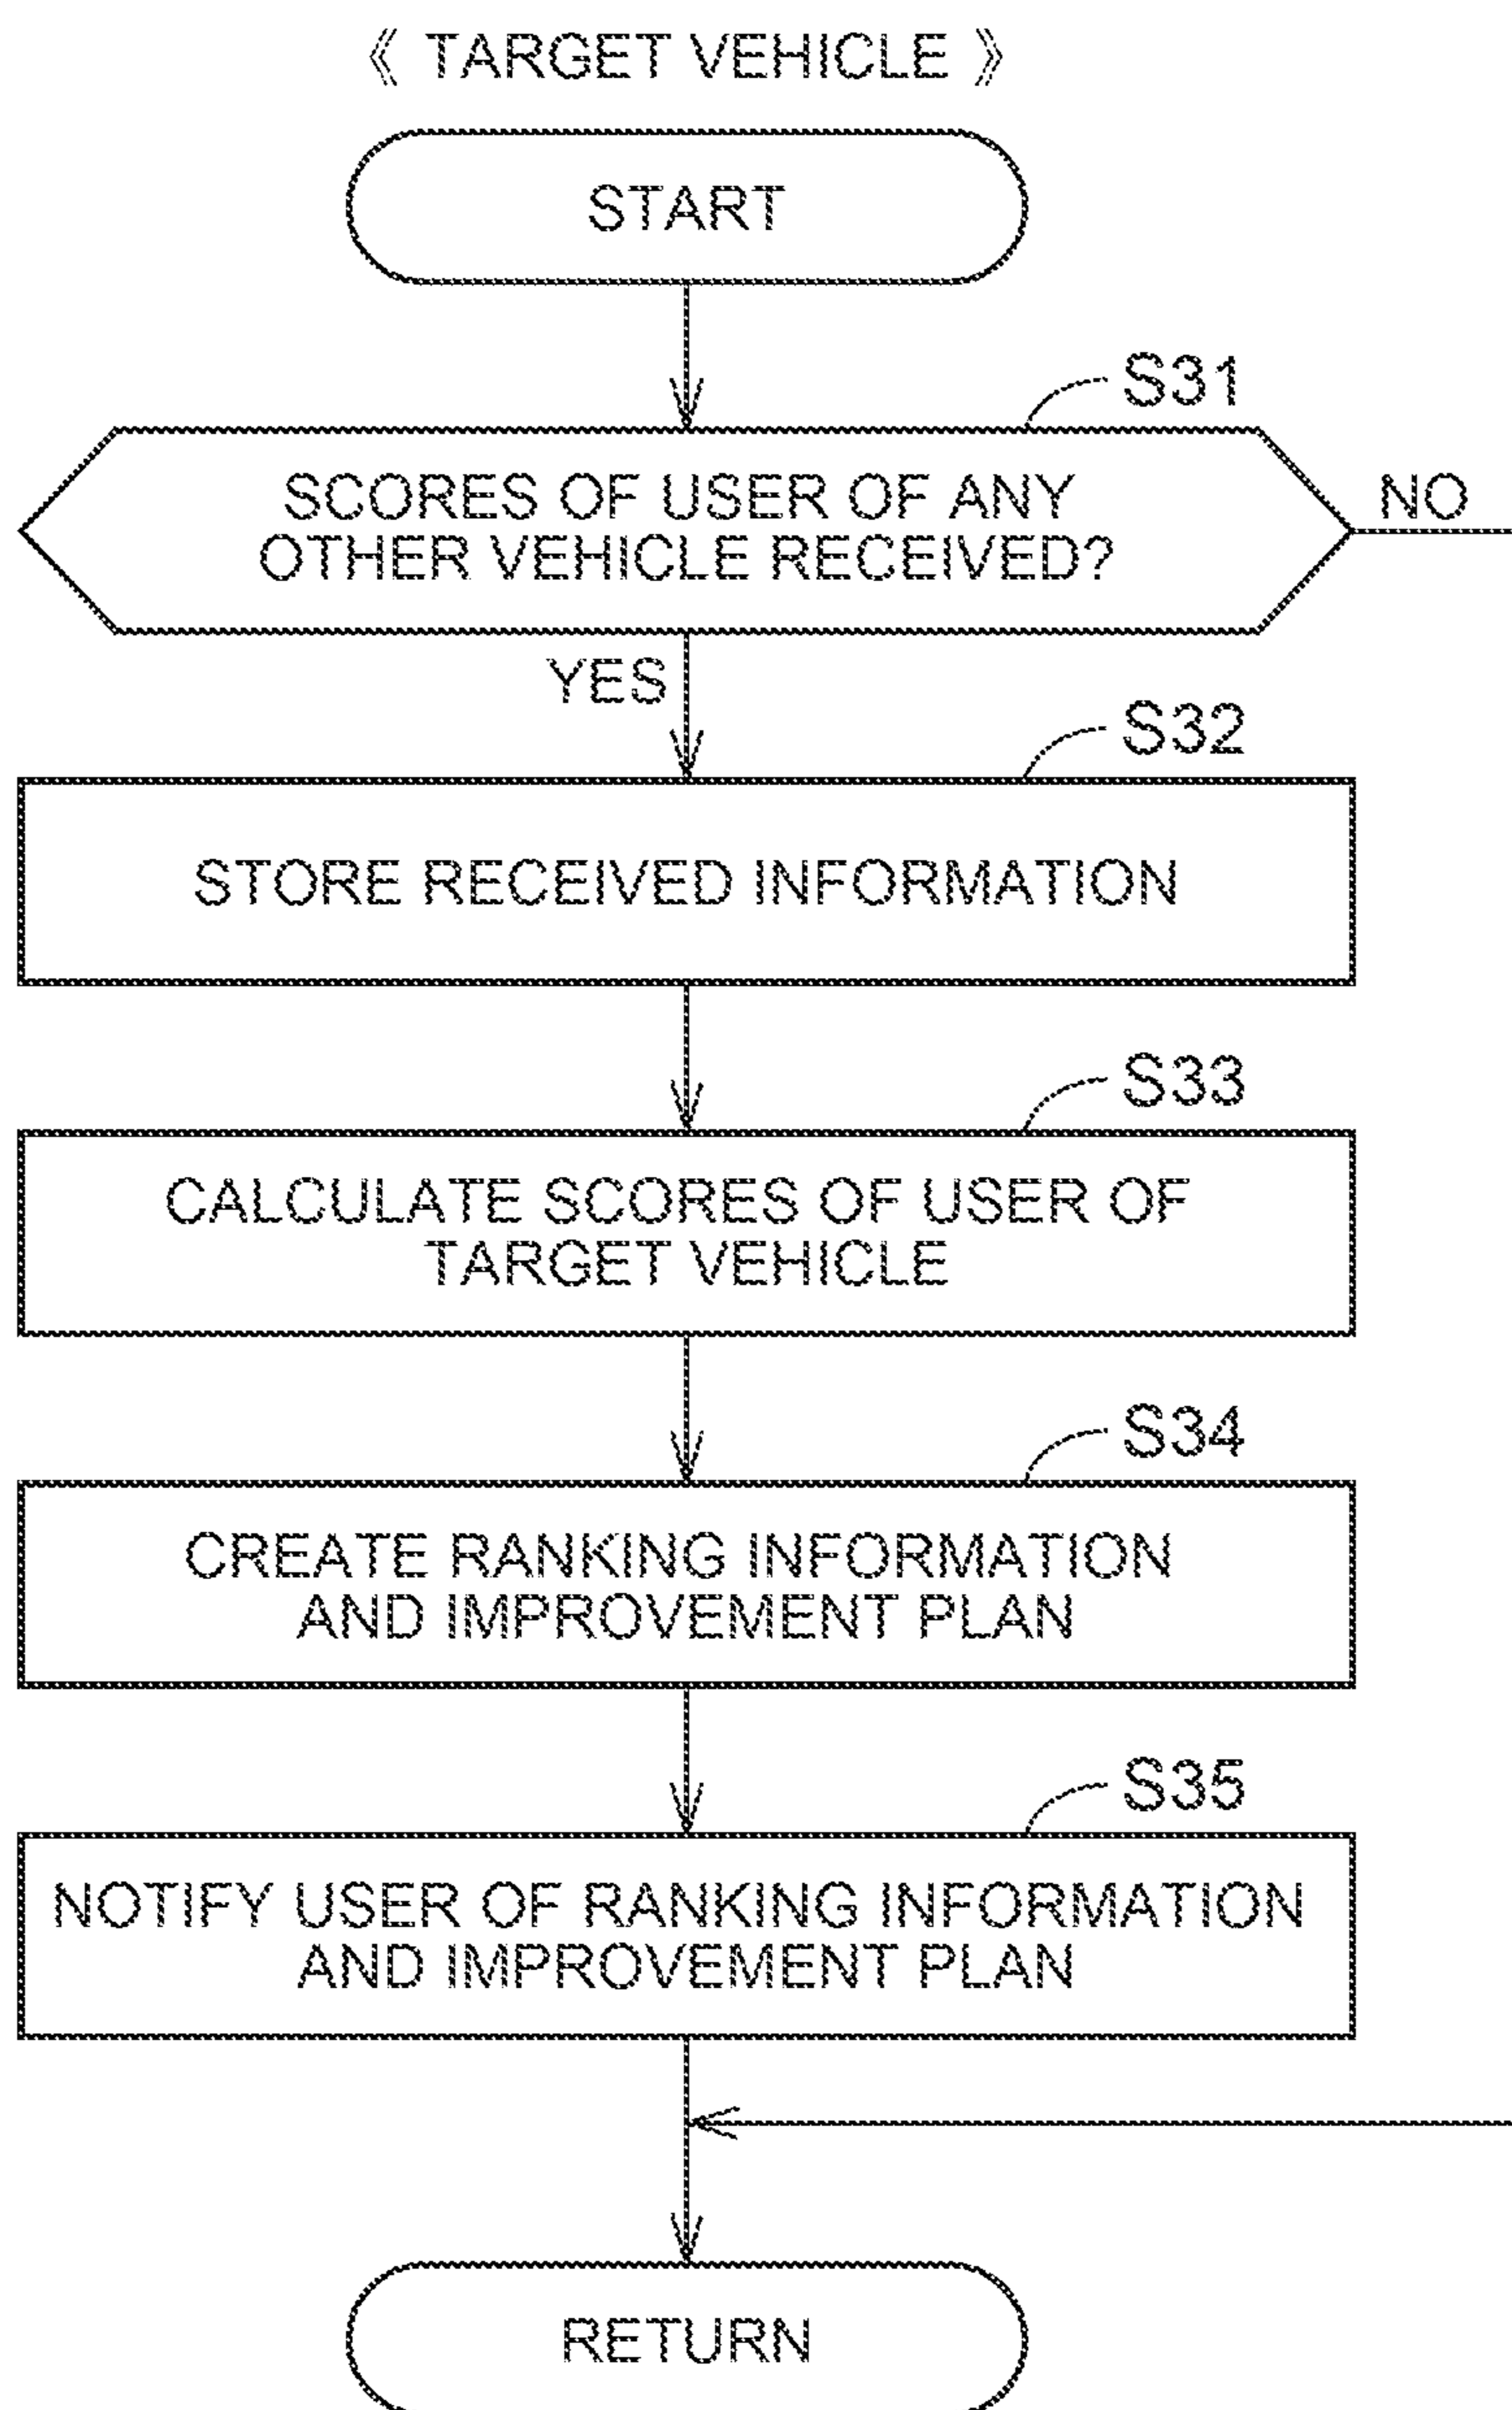 《 TARGET VEHICLE 》
START
S31
SCORES OF USER OF ANY
OTHER VEHICLE RECEIVED?
NO
YES
S32
STORE RECEIVED INFORMATION
S33
CALCULATE SCORES OF USER OF
TARGET VEHICLE
S34
CREATE RANKING INFORMATION
AND IMPROVEMENT PLAN
S35
NOTIFY USER OF RANKING INFORMATION
AND IMPROVEMENT PLAN
RETURN